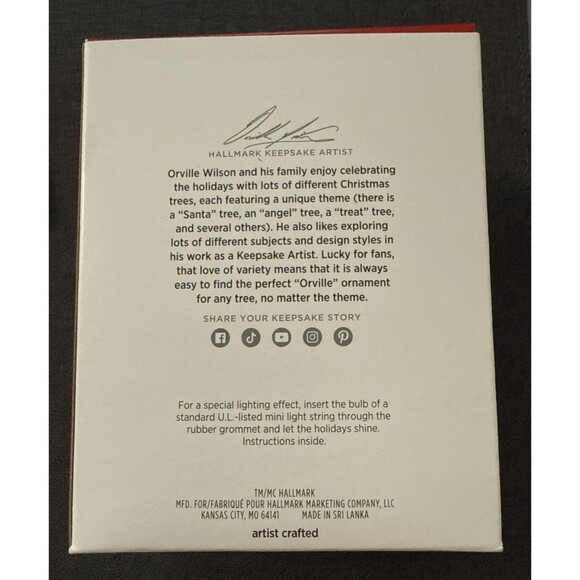 HALLMARK KEEPSAKE ARTIST
Orville Wilson and his family enjoy celebrating
the holidays with lots of different Christmas
trees, each featuring a unique theme (there is
a “Santa” tree, an “angel” tree, a “treat” tree,
and several others). He also likes exploring
lots of different subjects and design styles in
his work as a Keepsake Artist. Lucky for fans,
that love of variety means that it is always
easy to find the perfect “Orville” ornament
for any tree, no matter the theme.
SHARE YOUR KEEPSAKE STORY
For a special lighting effect, insert the bulb of a
standard U.L.-listed mini light string through the
rubber grommet and let the holidays shine.
Instructions inside.
TM/MC HALLMARK
MFD. FOR/FABRIQUÉ POUR HALLMARK MARKETING COMPANY, LLC
KANSAS CITY, MO 64141 MADE IN SRI LANKA
artist crafted